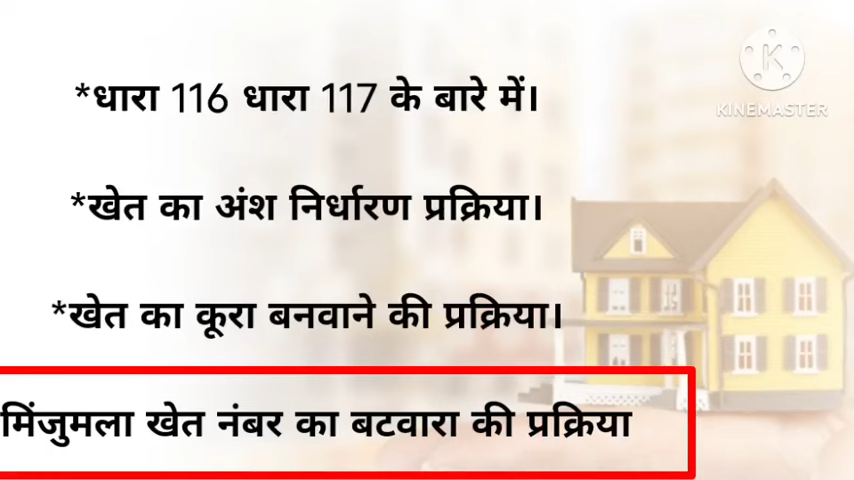 *धारा 116 धारा 117 के बारे में।
KINEMASTER
*खेत का अंश निर्धारण प्रक्रिया।
*खेत का कूरा बनवाने की प्रक्रिया।
मिंजुमला खेत नंबर का बटवारा की प्रक्रिया